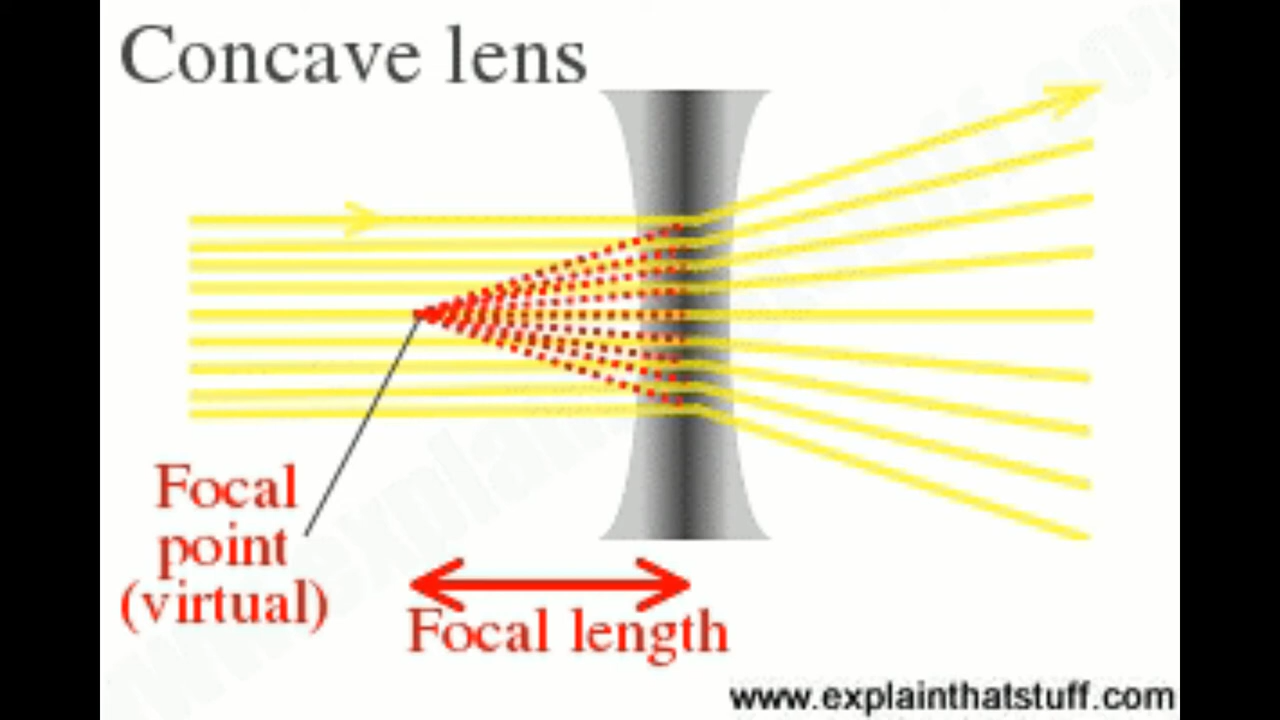 Concave lens
Focal
point
(virtual)
Focal length
www.explainthatstuff.com